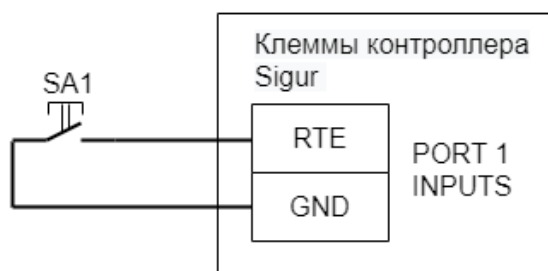 Клеммы контроллера
Sigur
SA1
RTE
PORT 1
INPUTS
GND